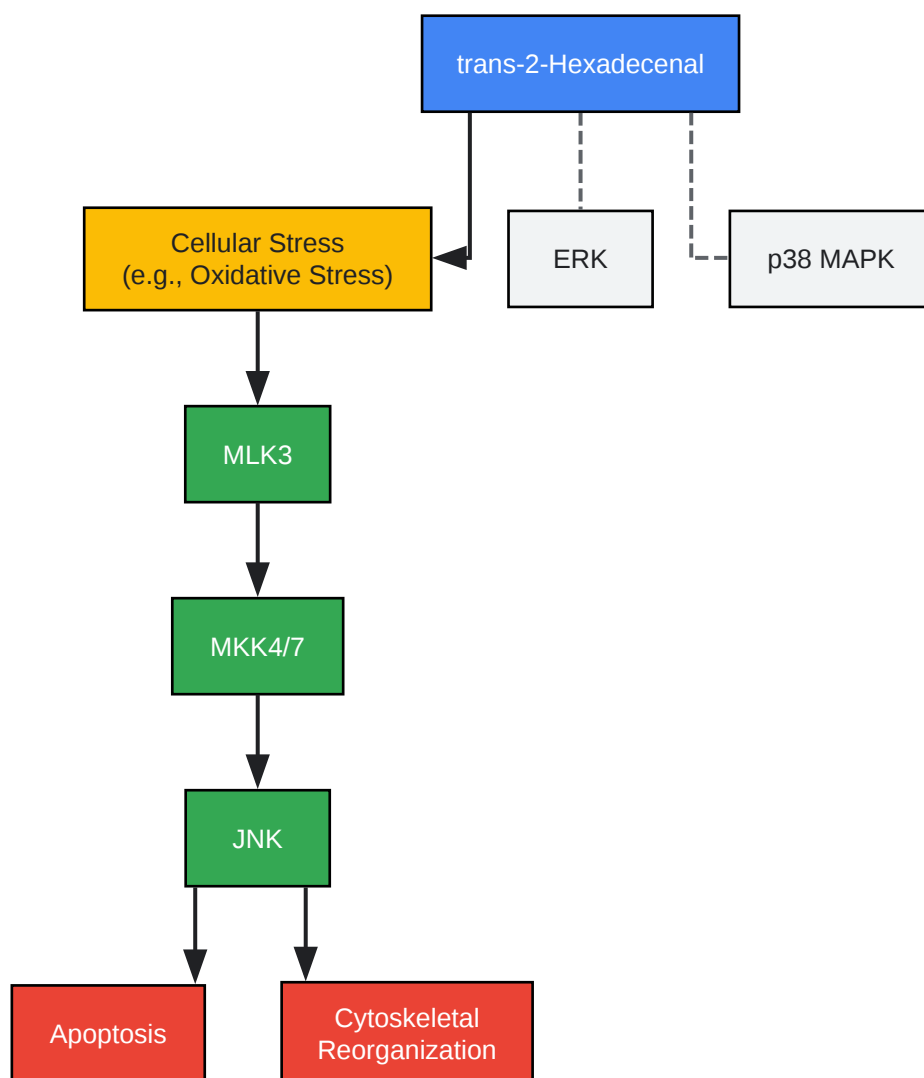 trans-2-Hexadecenal
Cellular Stress
(e.g., Oxidative Stress)
ERK
p38 MAPK
MLK3
MKK4/7
JNK
Apoptosis
Cytoskeletal
Reorganization